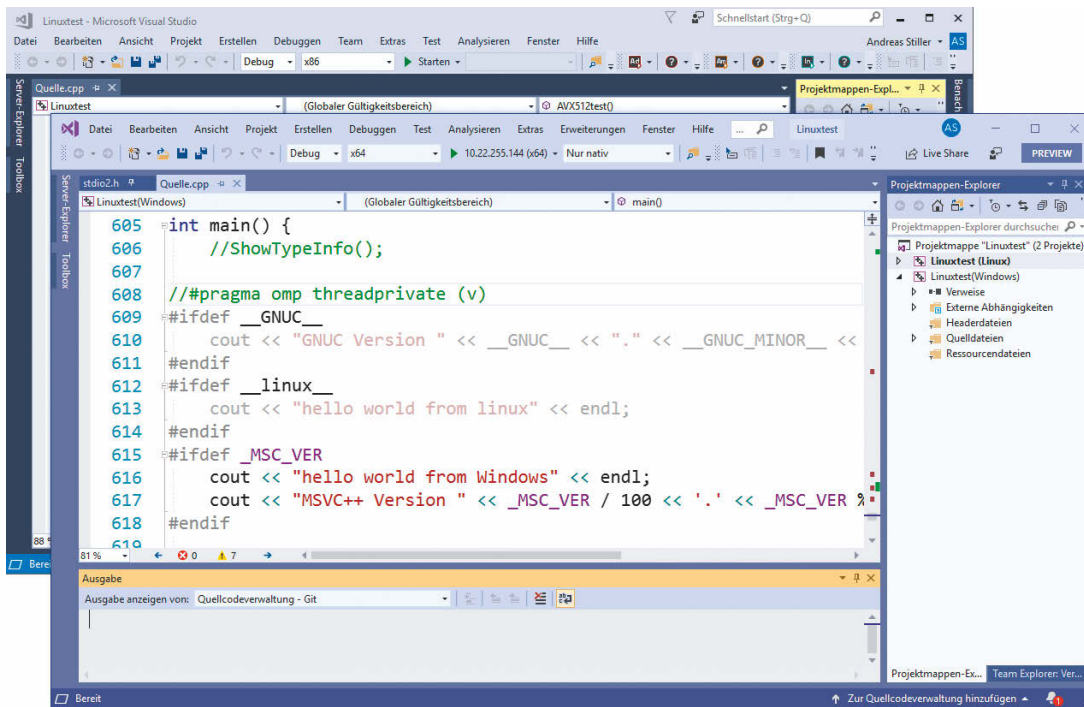 Linuxtest - Microsoft Visual Studio
Schnellstart (Strg+Q)
Datei Bearbeiten Ansicht Projekt Erstellen Debuggen Team Extras Test Analysieren Fenster Hilfe
Andreas Stiller AS
Debug x86 Starten
Server-Explorer Toolbox
Quelle.cpp
Projektmappen-Expl...
Benach
Linuxtest (Globaler Gültigkeitsbereich) AVX512test()
Datei Bearbeiten Ansicht Projekt Erstellen Debuggen Test Analysieren Extras Erweiterungen Fenster Hilfe ... Linuxtest AS
Debug x64 10.22.255.144 (x64) Nur nativ Live Share PREVIEW
Server-Explorer Toolbox
stdio2.h Quelle.cpp
Linuxtest(Windows) (Globaler Gültigkeitsbereich) main()
605 int main() {
606 //ShowTypeInfo();
607
608 //#pragma omp threadprivate (v)
609 #ifdef __GNUC__
610 cout << "GNUC Version " << __GNUC__ << "." << __GNUC_MINOR__ <<
611 #endif
612 #ifdef __linux__
613 cout << "hello world from linux" << endl;
614 #endif
615 #ifdef _MSC_VER
616 cout << "hello world from Windows" << endl;
617 cout << "MSVC++ Version " << _MSC_VER / 100 << '.' << _MSC_VER %
618 #endif
619
81 % 0 7
88 %
Berei
Projektmappen-Explorer
Projektmappen-Explorer durchsuchen
Projektmappe "Linuxtest" (2 Projekte)
Linuxtest (Linux)
Linuxtest(Windows)
Verweise
Externe Abhängigkeiten
Headerdateien
Quelldateien
Ressourcendateien
Ausgabe
Ausgabe anzeigen von: Quellcodeverwaltung - Git
Projektmappen-Ex... Team Explorer: Ver...
Bereit
Zur Quellcodeverwaltung hinzufügen 1